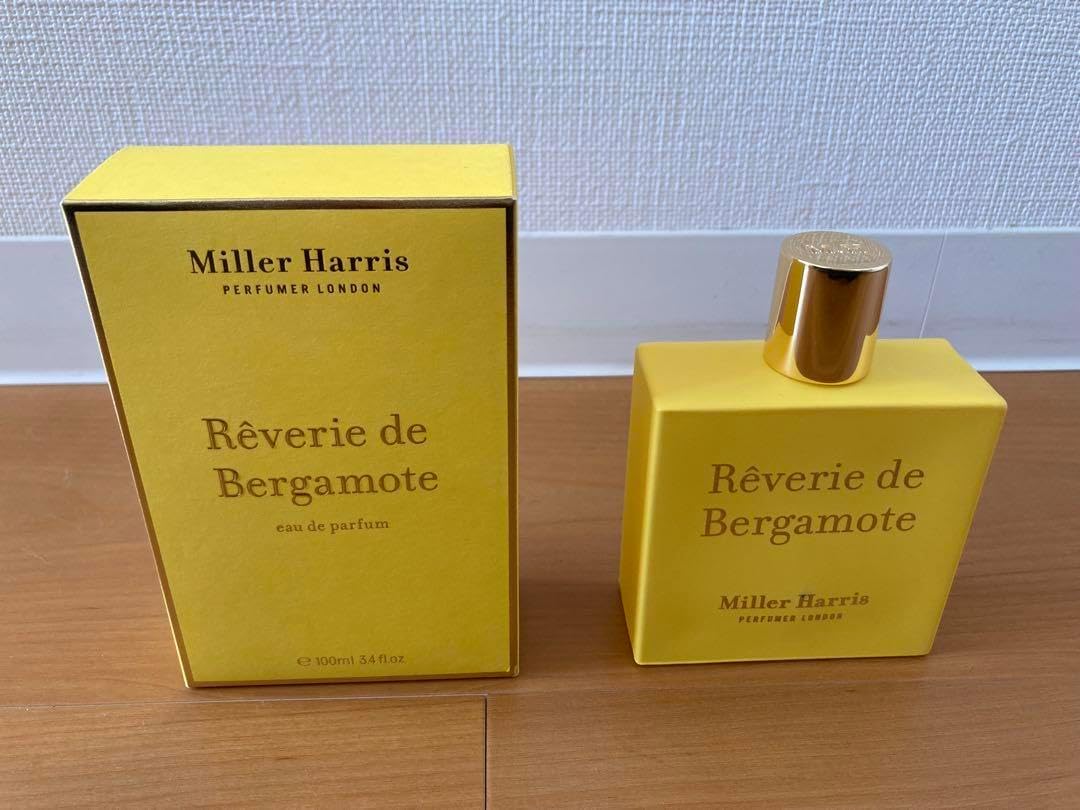 Miller Harris
PERFUMER LONDON
Rêverie de
Bergamote
eau de parfum
℮ 100ml 3.4 fl.oz
Rêverie de
Bergamote
Miller Harris
PERFUMER LONDON